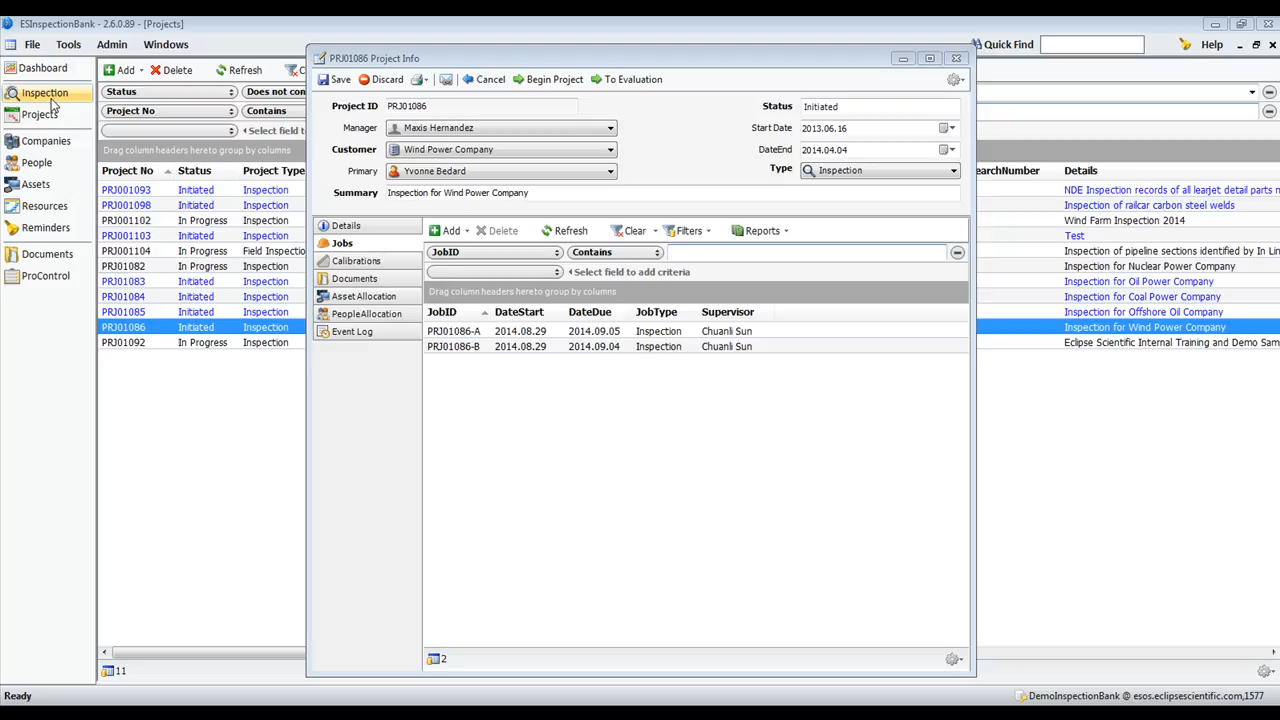 ESInspectionBank - 2.6.0.89 - [Projects]
File Tools Admin Windows Quick Find Help
Dashboard
Inspection
Projects
Companies
People
Assets
Resources
Reminders
Documents
ProControl
Add Delete Refresh
Status Does not con
Project No Contains
Select field to
Drag column headers here to group by columns
Project No Status Project Type earchNumber Details
PRJ001093 Initiated Inspection NDE Inspection records of all learjet detail parts n
PRJ001098 Initiated Inspection Inspection of railcar carbon steel welds
PRJ001102 In Progress Inspection Wind Farm Inspection 2014
PRJ001103 Initiated Inspection Test
PRJ001104 In Progress Field Inspectio Inspection of pipeline sections identified by In Lin
PRJ01082 In Progress Inspection Inspection for Nuclear Power Company
PRJ01083 Initiated Inspection Inspection for Oil Power Company
PRJ01084 Initiated Inspection Inspection for Coal Power Company
PRJ01085 Initiated Inspection Inspection for Offshore Oil Company
PRJ01086 Initiated Inspection Inspection for Wind Power Company
PRJ01092 In Progress Inspection Eclipse Scientific Internal Training and Demo Sam
11
PRJ01086 Project Info
Save Discard Cancel Begin Project To Evaluation
Project ID PRJ01086 Status Initiated
Manager Maxis Hernandez Start Date 2013.06.16
Customer Wind Power Company DateEnd 2014.04.04
Primary Yvonne Bedard Type Inspection
Summary Inspection for Wind Power Company
Details
Jobs
Calibrations
Documents
Asset Allocation
PeopleAllocation
Event Log
Add Delete Refresh Clear Filters Reports
JobID Contains
Select field to add criteria
Drag column headers here to group by columns
JobID DateStart DateDue JobType Supervisor
PRJ01086-A 2014.08.29 2014.09.05 Inspection Chuanli Sun
PRJ01086-B 2014.08.29 2014.09.04 Inspection Chuanli Sun
2
Ready DemoInspectionBank @ esos.eclipsescientific.com,1577